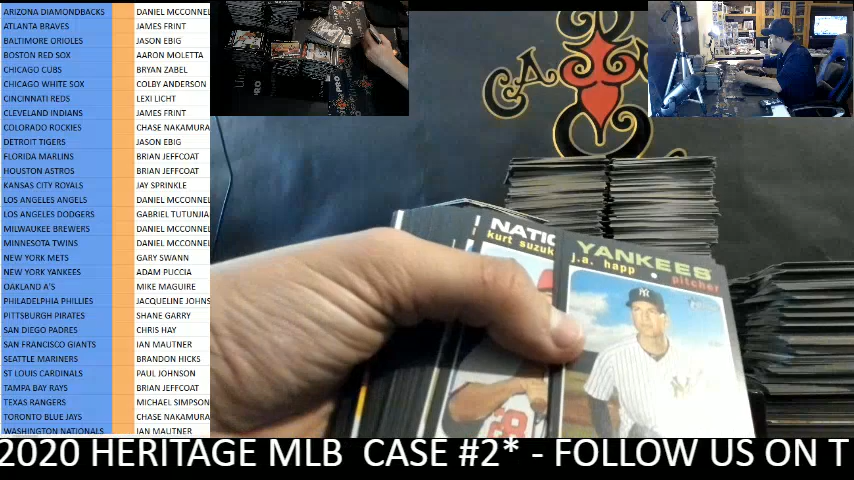 ARIZONA DIAMONDBACKS DANIEL MCCONNEL
ATLANTA BRAVES JAMES FRINT
BALTIMORE ORIOLES JASON EBIG
BOSTON RED SOX AARON MOLETTA
CHICAGO CUBS BRYAN ZABEL
CHICAGO WHITE SOX COLBY ANDERSON
CINCINNATI REDS LEXI LICHT
CLEVELAND INDIANS JAMES FRINT
COLORADO ROCKIES CHASE NAKAMURA
DETROIT TIGERS JASON EBIG
FLORIDA MARLINS BRIAN JEFFCOAT
HOUSTON ASTROS BRIAN JEFFCOAT
KANSAS CITY ROYALS JAY SPRINKLE
LOS ANGELES ANGELS DANIEL MCCONNEL
LOS ANGELES DODGERS GABRIEL TUTUNJIA
MILWAUKEE BREWERS DANIEL MCCONNEL
MINNESOTA TWINS DANIEL MCCONNEL
NEW YORK METS GARY SWANN
NEW YORK YANKEES ADAM PUCCIA
OAKLAND A'S MIKE MAGUIRE
PHILADELPHIA PHILLIES JACQUELINE JOHNS
PITTSBURGH PIRATES SHANE GARRY
SAN DIEGO PADRES CHRIS HAY
SAN FRANCISCO GIANTS IAN MAUTNER
SEATTLE MARINERS BRANDON HICKS
ST LOUIS CARDINALS PAUL JOHNSON
TAMPA BAY RAYS BRIAN JEFFCOAT
TEXAS RANGERS MICHAEL SIMPSON
TORONTO BLUE JAYS CHASE NAKAMURA
WASHINGTON NATIONALS IAN MAUTNER
CA
NATIO
kurt suzuk
YANKEES
j.a. happ • pitcher
2020 HERITAGE MLB CASE #2* - FOLLOW US ON T